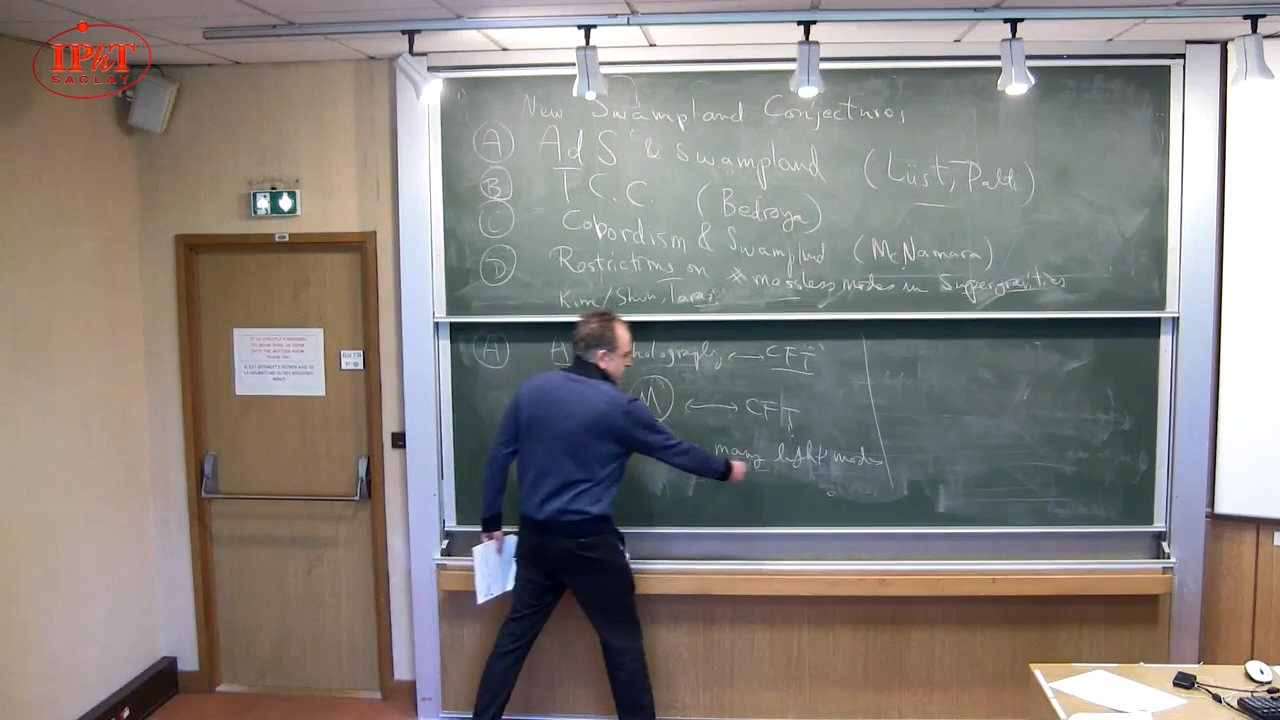 IPhT
SACLAY
New Swampland Conjectures
(A) AdS & Swampland (Lüst, Palti)
(B) T.C.C. (Bedroya)
(C) Cobordism & Swampland (McNamara)
(D) Restrictions on # massless modes in Supergravities
Kim/Shiu, Tarazi
(A) holography ⟷ CFT
M ⟷ CFT
many light modes